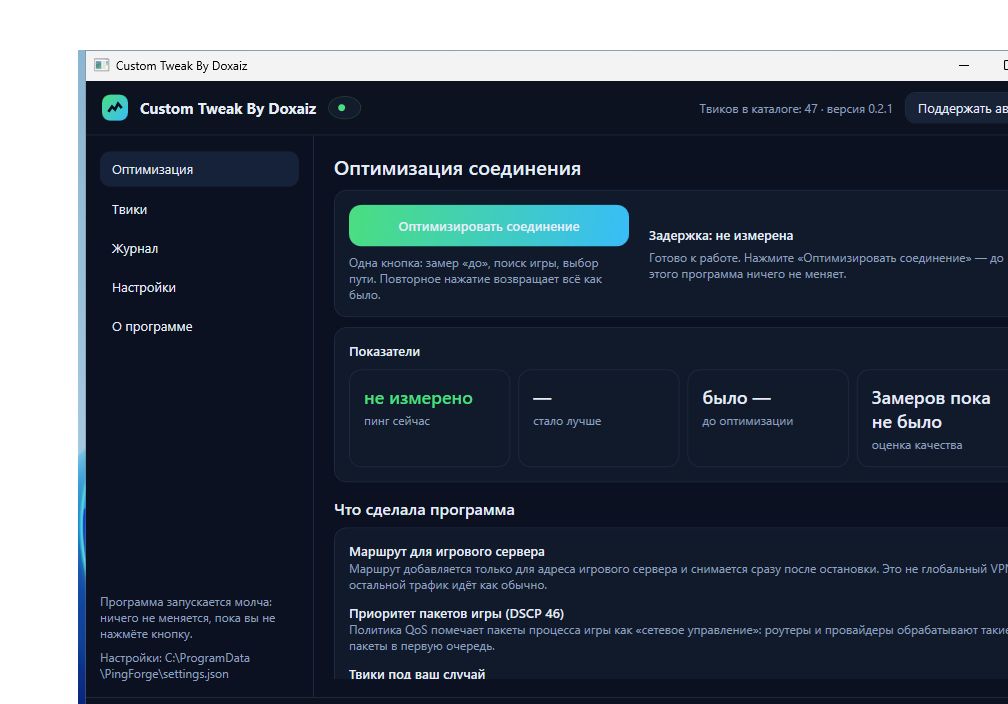 Custom Tweak By Doxaiz
Custom Tweak By Doxaiz
Твиков в каталоге: 47 · версия 0.2.1
Поддержать ав
Оптимизация
Твики
Журнал
Настройки
О программе
Оптимизация соединения
Оптимизировать соединение
Одна кнопка: замер «до», поиск игры, выбор
пути. Повторное нажатие возвращает всё как
было.
Задержка: не измерена
Готово к работе. Нажмите «Оптимизировать соединение» — до
этого программа ничего не меняет.
Показатели
не измерено
пинг сейчас
—
стало лучше
было —
до оптимизации
Замеров пока
не было
оценка качества
Что сделала программа
Маршрут для игрового сервера
Маршрут добавляется только для адреса игрового сервера и снимается сразу после остановки. Это не глобальный VPN
остальной трафик идёт как обычно.
Приоритет пакетов игры (DSCP 46)
Политика QoS помечает пакеты процесса игры как «сетевое управление»: роутеры и провайдеры обрабатывают такие
пакеты в первую очередь.
Твики под ваш случай
Программа запускается молча:
ничего не меняется, пока вы не
нажмёте кнопку.
Настройки: C:\ProgramData
\PingForge\settings.json